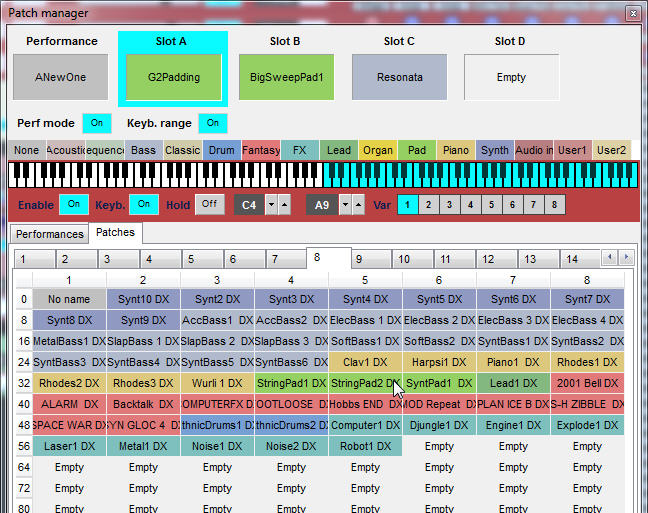 Patch manager
Performance Slot A Slot B Slot C Slot D
ANewOne G2Padding BigSweepPad1 Resonata Empty
Perf mode On Keyb. range On
None Acoustic equenc Bass Classic Drum Fantasy FX Lead Organ Pad Piano Synth Audio in User1 User2
Enable On Keyb. On Hold Off C4 A9 Var 1 2 3 4 5 6 7 8
Performances Patches
1 2 3 4 5 6 7 8 9 10 11 12 13 14
1 2 3 4 5 6 7 8
0 No name Synt10 DX Synt2 DX Synt3 DX Synt4 DX Synt5 DX Synt6 DX Synt7 DX
8 Synt8 DX Synt9 DX AccBass1 DX AccBass2 DX ElecBass 1 DX ElecBass 2 DX ElecBass 3 DX ElecBass 4 DX
16 MetalBass1 DX SlapBass 1 DX SlapBass 2 DX SlapBass 3 DX SoftBass1 DX SoftBass2 DX SyntBass1 DX SyntBass2 DX
24 SyntBass3 DX SyntBass4 DX SyntBass5 DX SyntBass6 DX Clav1 DX Harpsi1 DX Piano1 DX Rhodes1 DX
32 Rhodes2 DX Rhodes3 DX Wurli 1 DX StringPad1 DX StringPad2 DX SyntPad1 DX Lead1 DX 2001 Bell DX
40 ALARM DX Backtalk DX OMPUTERFX D OOTLOOSE D Hobbs END DX MOD Repeat D PLAN ICE B D S-H ZIBBLE D
48 SPACE WAR D SYN GLOC 4 D thnicDrums1 D thnicDrums2 D Computer1 DX Djungle1 DX Engine1 DX Explode1 DX
56 Laser1 DX Metal1 DX Noise1 DX Noise2 DX Robot1 DX Empty Empty Empty
64 Empty Empty Empty Empty Empty Empty Empty Empty
72 Empty Empty Empty Empty Empty Empty Empty Empty
80 Empty Empty Empty Empty Empty Empty Empty Empty